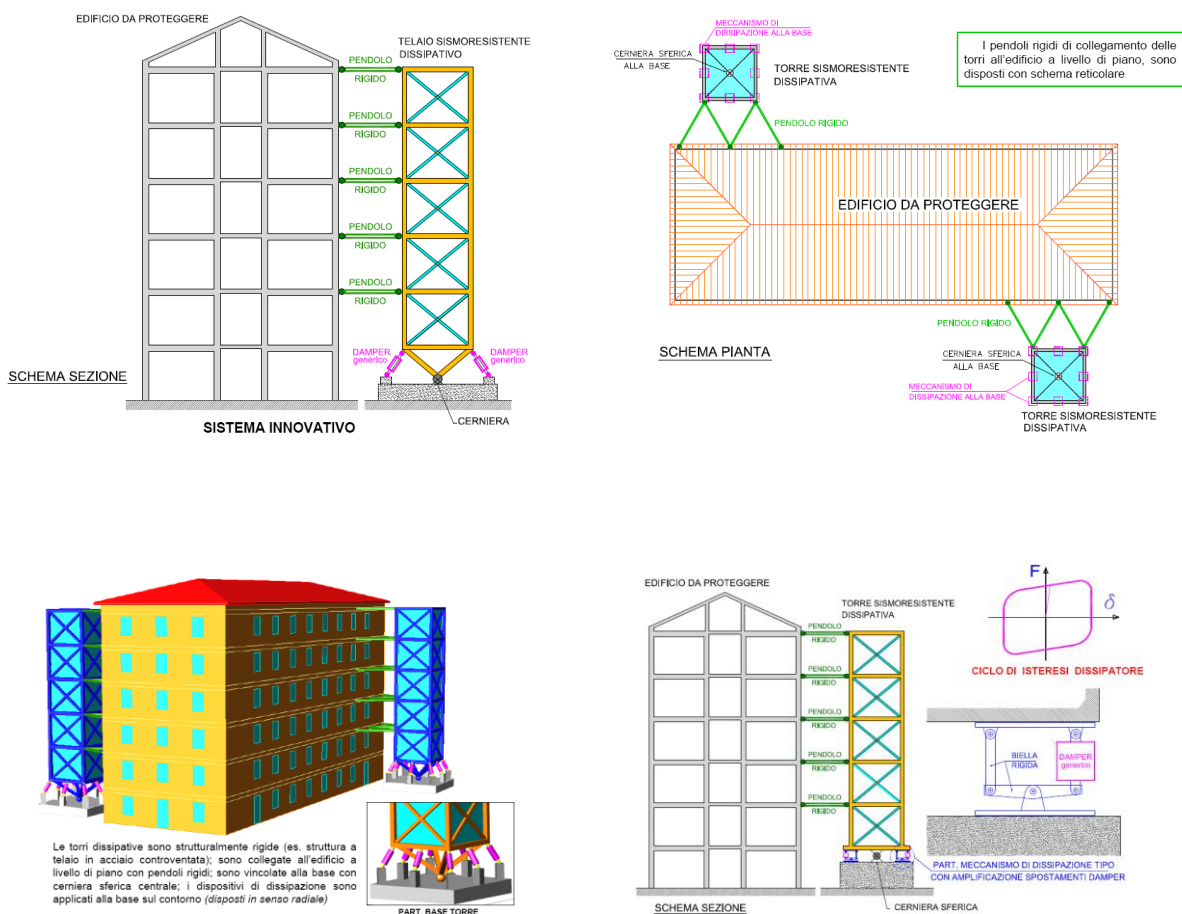 EDIFICIO DA PROTEGGERE
TELAIO SISMORESISTENTE
DISSIPATIVO
PENDOLO
RIGIDO
PENDOLO
RIGIDO
PENDOLO
RIGIDO
PENDOLO
RIGIDO
PENDOLO
RIGIDO
DAMPER
generico
DAMPER
generico
SCHEMA SEZIONE
CERNIERA
SISTEMA INNOVATIVO
MECCANISMO DI
DISSIPAZIONE ALLA BASE
CERNIERA SFERICA
ALLA BASE
TORRE SISMORESISTENTE
DISSIPATIVA
I pendoli rigidi di collegamento delle
torri all'edificio a livello di piano, sono
disposti con schema reticolare
PENDOLO RIGIDO
EDIFICIO DA PROTEGGERE
PENDOLO RIGIDO
SCHEMA PIANTA
CERNIERA SFERICA
ALLA BASE
MECCANISMO DI
DISSIPAZIONE ALLA BASE
TORRE SISMORESISTENTE
DISSIPATIVA
Le torri dissipative sono strutturalmente rigide (es. struttura a
telaio in acciaio controventata); sono collegate all'edificio a
livello di piano con pendoli rigidi; sono vincolate alla base con
cerniera sferica centrale; i dispositivi di dissipazione sono
applicati alla base sul contorno (disposti in senso radiale)
PART. BASE TORRE
EDIFICIO DA PROTEGGERE
TORRE SISMORESISTENTE
DISSIPATIVA
PENDOLO
RIGIDO
PENDOLO
RIGIDO
PENDOLO
RIGIDO
PENDOLO
RIGIDO
PENDOLO
RIGIDO
F
δ
CICLO DI ISTERESI DISSIPATORE
BIELLA
RIGIDA
DAMPER
generico
PART. MECCANISMO DI DISSIPAZIONE TIPO
CON AMPLIFICAZIONE SPOSTAMENTI DAMPER
SCHEMA SEZIONE
CERNIERA SFERICA